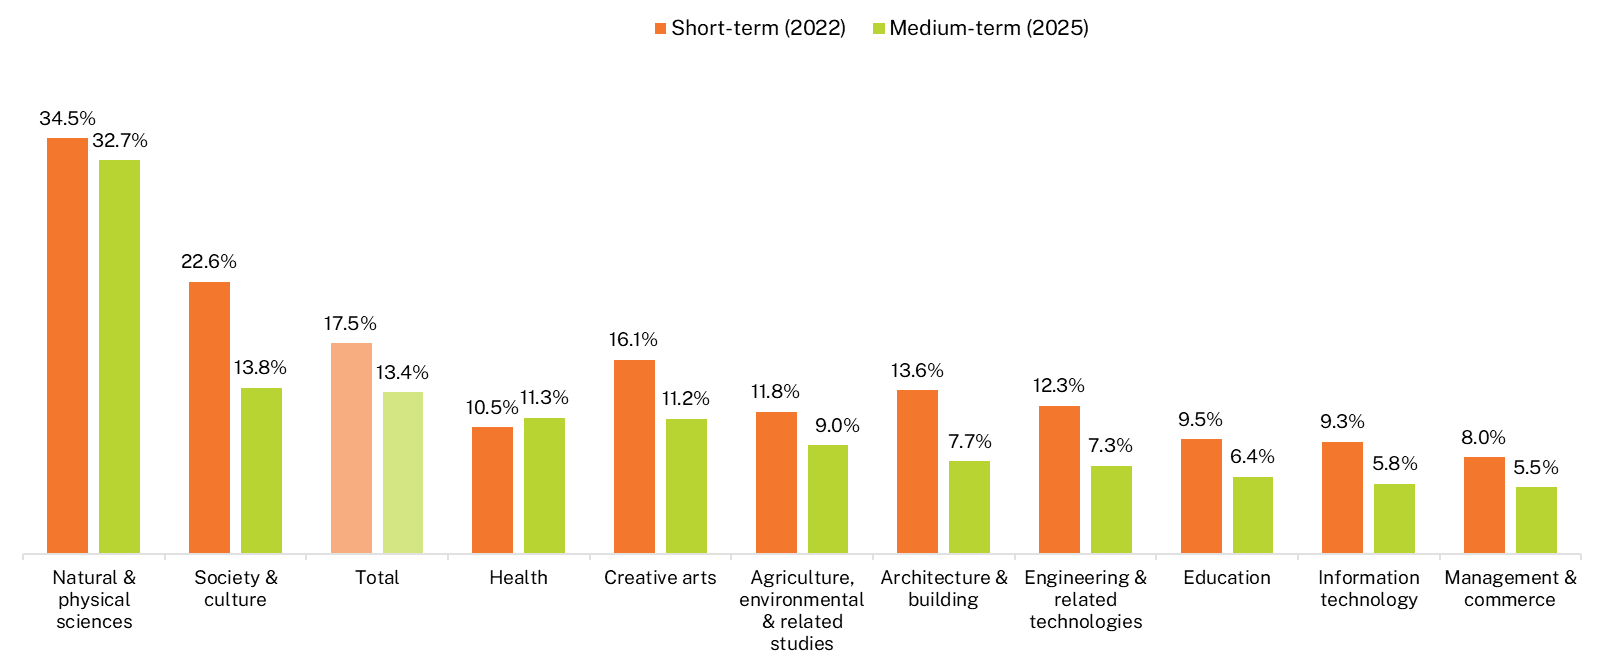 Short-term (2022) Medium-term (2025)
34.5%
32.7%
22.6%
13.8%
17.5%
13.4%
10.5%
11.3%
16.1%
11.2%
11.8%
9.0%
13.6%
7.7%
12.3%
7.3%
9.5%
6.4%
9.3%
5.8%
8.0%
5.5%
Natural &
physical
sciences
Society &
culture
Total
Health
Creative arts
Agriculture,
environmental
& related
studies
Architecture &
building
Engineering &
related
technologies
Education
Information
technology
Management &
commerce